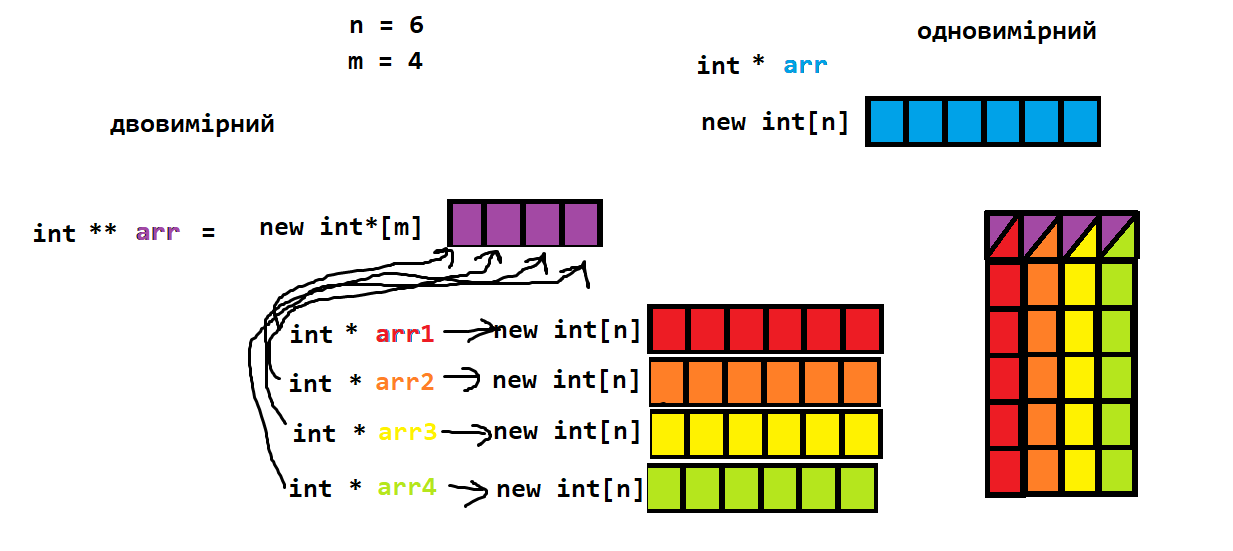 n = 6
m = 4
одновимірний
int * arr
new int[n]
двовимірний
int ** arr = new int*[m]
int * arr1 new int[n]
int * arr2 new int[n]
int * arr3 new int[n]
int * arr4 new int[n]